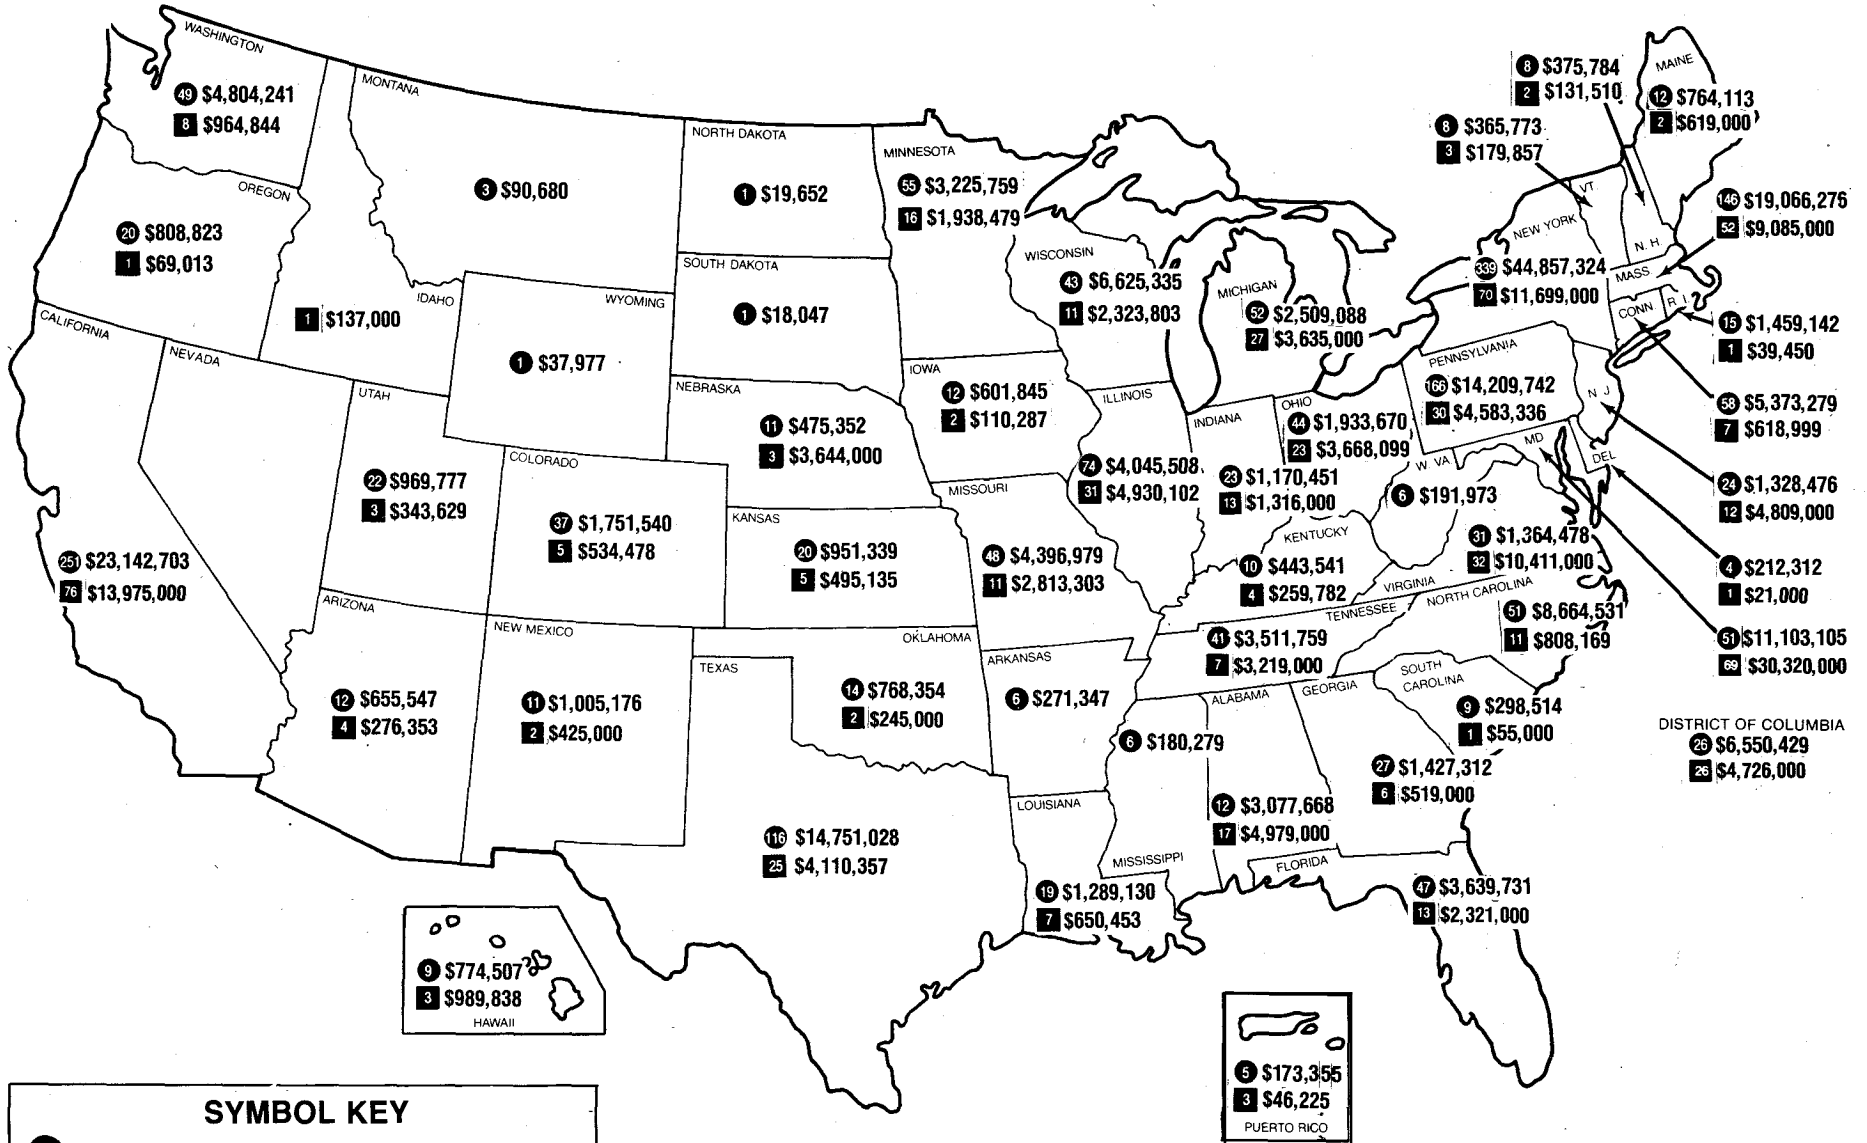 WASHINGTON
49 $4,804,241
8 $964,844
MONTANA
3 $90,680
NORTH DAKOTA
1 $19,652
MINNESOTA
55 $3,225,759
16 $1,938,479
8 $375,784
2 $131,510
MAINE
12 $764,113
2 $619,000
8 $365,773
3 $179,857
OREGON
20 $808,823
1 $69,013
IDAHO
1 $137,000
WYOMING
1 $37,977
SOUTH DAKOTA
1 $18,047
WISCONSIN
43 $6,625,335
11 $2,323,803
MICHIGAN
52 $2,509,088
27 $3,635,000
NEW YORK
339 $44,857,324
70 $11,699,000
VT.
N. H.
MASS.
146 $19,066,276
52 $9,085,000
CONN
R. I.
15 $1,459,142
1 $39,450
58 $5,373,279
7 $618,999
CALIFORNIA
251 $23,142,703
76 $13,975,000
NEVADA
UTAH
22 $969,777
3 $343,629
COLORADO
37 $1,751,540
5 $534,478
NEBRASKA
11 $475,352
3 $3,644,000
IOWA
12 $601,845
2 $110,287
ILLINOIS
74 $4,045,508
31 $4,930,102
INDIANA
23 $1,170,451
13 $1,316,000
OHIO
44 $1,933,670
23 $3,668,099
PENNSYLVANIA
166 $14,209,742
30 $4,583,336
N J
24 $1,328,476
12 $4,809,000
MD
DEL
4 $212,312
1 $21,000
51 $11,103,105
69 $30,320,000
W. VA.
6 $191,973
VIRGINIA
31 $1,364,478
32 $10,411,000
KANSAS
20 $951,339
5 $495,135
MISSOURI
48 $4,396,979
11 $2,813,303
KENTUCKY
10 $443,541
4 $259,782
TENNESSEE
41 $3,511,759
7 $3,219,000
NORTH CAROLINA
51 $8,664,531
11 $808,169
ARIZONA
12 $655,547
4 $276,353
NEW MEXICO
11 $1,005,176
2 $425,000
OKLAHOMA
14 $768,354
2 $245,000
TEXAS
116 $14,751,028
25 $4,110,357
ARKANSAS
6 $271,347
LOUISIANA
19 $1,289,130
7 $650,453
MISSISSIPPI
6 $180,279
ALABAMA
12 $3,077,668
17 $4,979,000
GEORGIA
27 $1,427,312
6 $519,000
SOUTH
CAROLINA
9 $298,514
1 $55,000
FLORIDA
47 $3,639,731
13 $2,321,000
DISTRICT OF COLUMBIA
26 $6,550,429
26 $4,726,000
9 $774,507
3 $989,838
HAWAII
5 $173,355
3 $46,225
PUERTO RICO
SYMBOL KEY